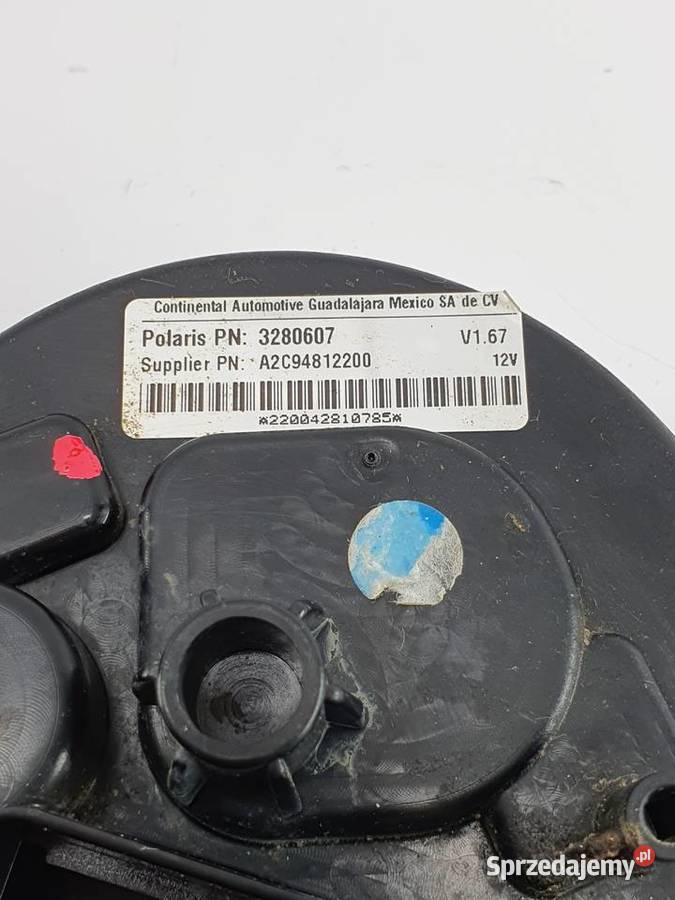 Continental Automotive Guadalajara Mexico SA de CV
Polaris PN: 3280607 V1.67
Supplier PN: A2C94812200 12V
*220042810785*
Sprzedajemy.pl